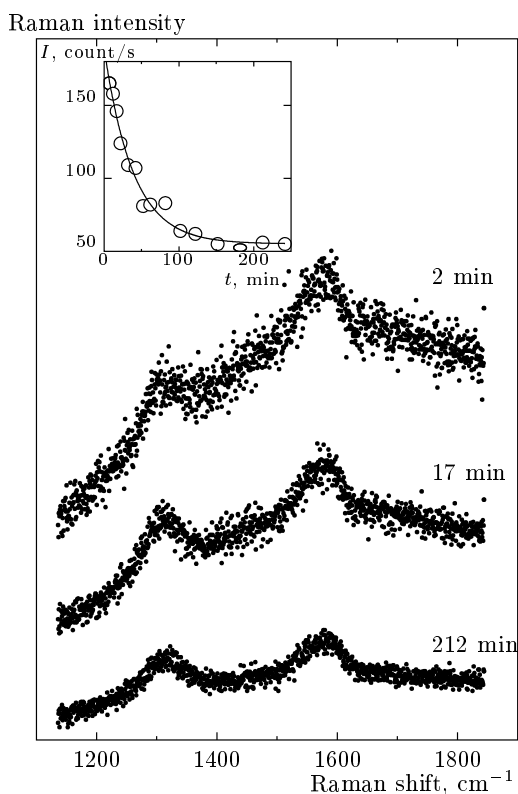 Raman intensity
I, count/s
150
100
50
0 100 200
t, min
2 min
17 min
212 min
1200 1400 1600 1800
Raman shift, cm⁻¹